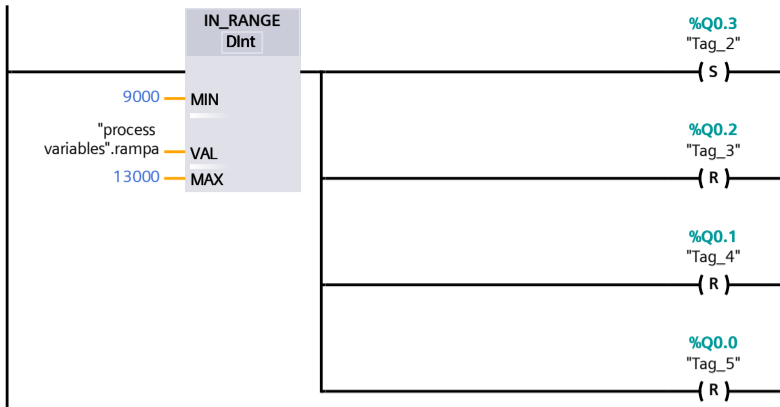 IN_RANGE
DInt
9000
MIN
"process
variables".rampa
VAL
13000
MAX
%Q0.3
"Tag_2"
( S )
%Q0.2
"Tag_3"
( R )
%Q0.1
"Tag_4"
( R )
%Q0.0
"Tag_5"
( R )